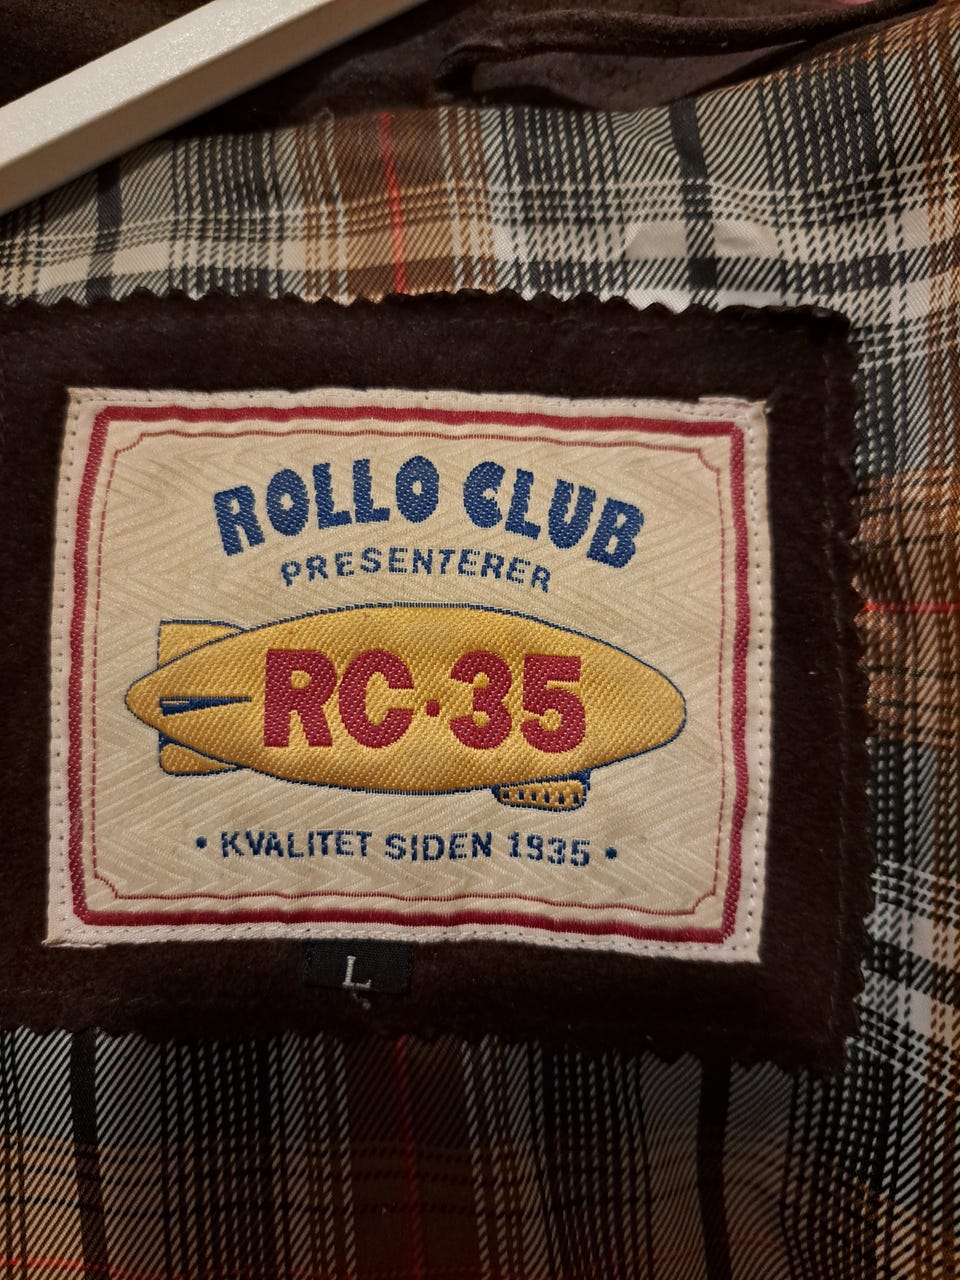 ROLLO CLUB
PRESENTERER
RC·35
• KVALITET SIDEN 1935 •
L